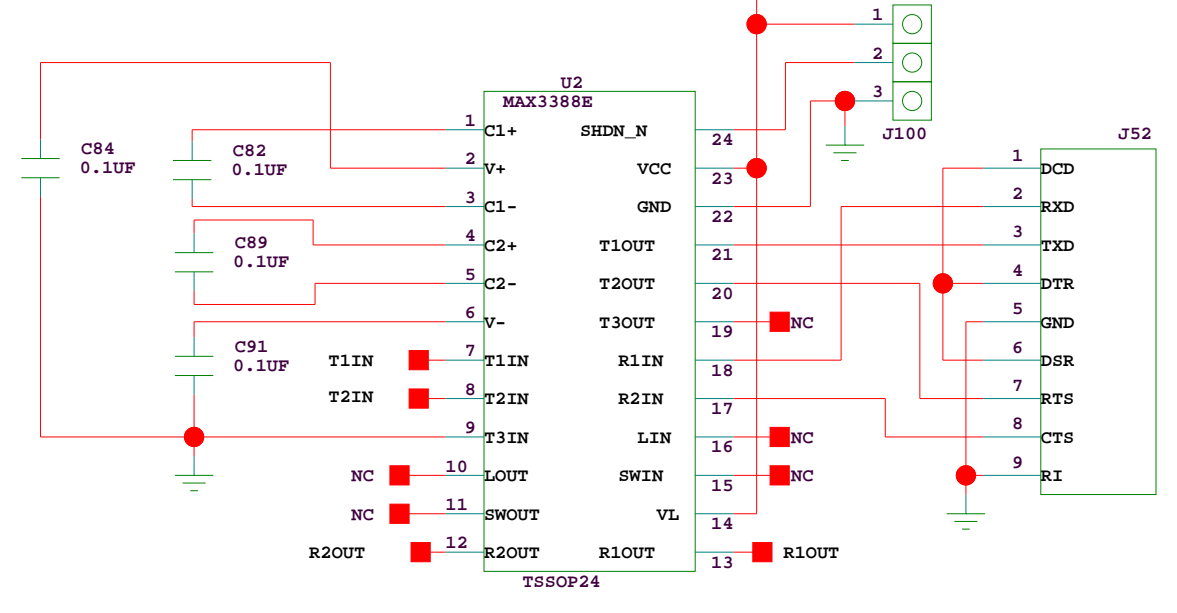 1
2
3
J100
U2
MAX3388E
TSSOP24
C84
0.1UF
C82
0.1UF
C89
0.1UF
C91
0.1UF
T1IN
T2IN
NC
NC
R2OUT
1 C1+
2 V+
3 C1-
4 C2+
5 C2-
6 V-
7 T1IN
8 T2IN
9 T3IN
10 LOUT
11 SWOUT
12 R2OUT
SHDN_N 24
VCC 23
GND 22
T1OUT 21
T2OUT 20
T3OUT 19 NC
R1IN 18
R2IN 17
LIN 16 NC
SWIN 15 NC
VL 14
R1OUT 13 R1OUT
J52
1 DCD
2 RXD
3 TXD
4 DTR
5 GND
6 DSR
7 RTS
8 CTS
9 RI